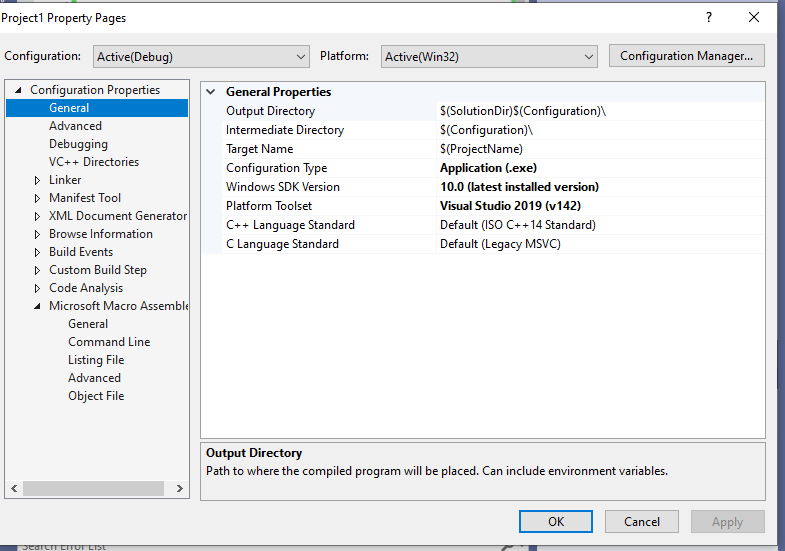 Project1 Property Pages
?
Configuration: Active(Debug) Platform: Active(Win32) Configuration Manager...
Configuration Properties
General
Advanced
Debugging
VC++ Directories
Linker
Manifest Tool
XML Document Generator
Browse Information
Build Events
Custom Build Step
Code Analysis
Microsoft Macro Assemble
General
Command Line
Listing File
Advanced
Object File
General Properties
Output Directory $(SolutionDir)$(Configuration)\
Intermediate Directory $(Configuration)\
Target Name $(ProjectName)
Configuration Type Application (.exe)
Windows SDK Version 10.0 (latest installed version)
Platform Toolset Visual Studio 2019 (v142)
C++ Language Standard Default (ISO C++14 Standard)
C Language Standard Default (Legacy MSVC)
Output Directory
Path to where the compiled program will be placed. Can include environment variables.
OK Cancel Apply
Search Error List